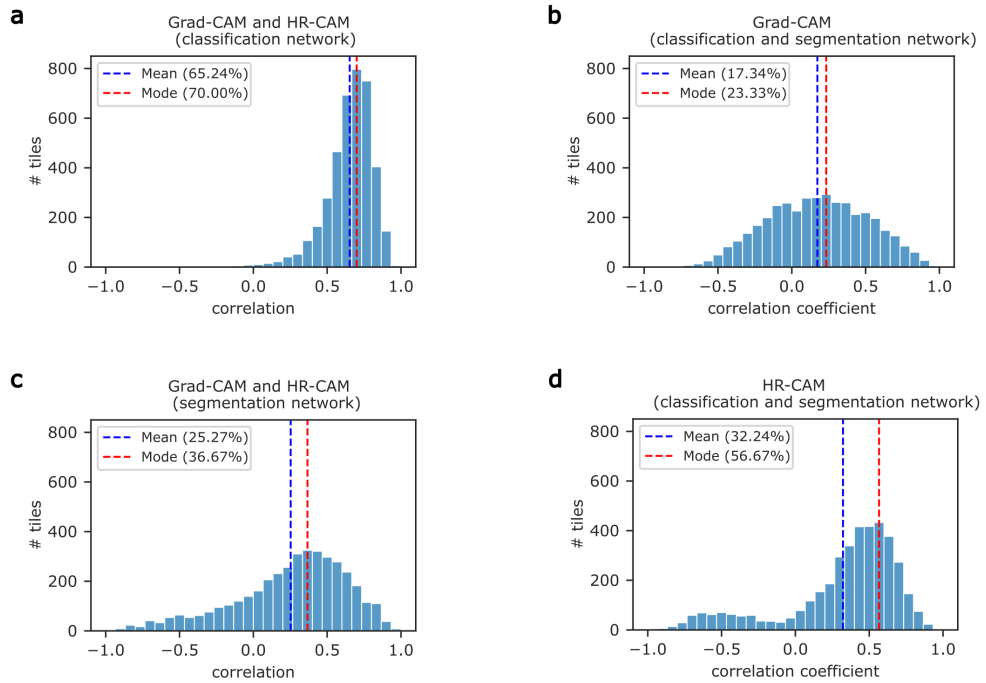 a
Grad-CAM and HR-CAM
(classification network)
Mean (65.24%)
Mode (70.00%)
800
600
400
200
0
# tiles
−1.0 −0.5 0.0 0.5 1.0
correlation
b
Grad-CAM
(classification and segmentation network)
Mean (17.34%)
Mode (23.33%)
800
600
400
200
0
# tiles
−1.0 −0.5 0.0 0.5 1.0
correlation coefficient
c
Grad-CAM and HR-CAM
(segmentation network)
Mean (25.27%)
Mode (36.67%)
800
600
400
200
0
# tiles
−1.0 −0.5 0.0 0.5 1.0
correlation
d
HR-CAM
(classification and segmentation network)
Mean (32.24%)
Mode (56.67%)
800
600
400
200
0
# tiles
−1.0 −0.5 0.0 0.5 1.0
correlation coefficient